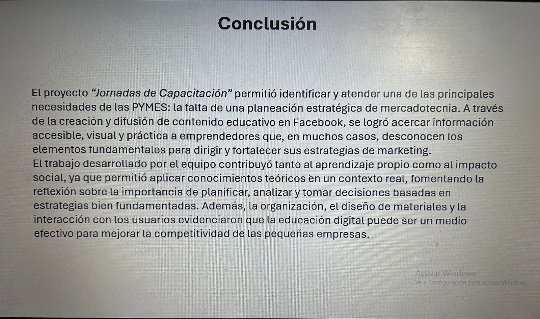 Conclusión
El proyecto "Jornadas de Capacitación" permitió identificar y atender una de las principales
necesidades de las PYMES: la falta de una planeación estratégica de mercadotecnia. A través
de la creación y difusión de contenido educativo en Facebook, se logró acercar información
accesible, visual y práctica a emprendedores que, en muchos casos, desconocen los
elementos fundamentales para dirigir y fortalecer sus estrategias de marketing.
El trabajo desarrollado por el equipo contribuyó tanto al aprendizaje propio como al impacto
social, ya que permitió aplicar conocimientos teóricos en un contexto real, fomentando la
reflexión sobre la importancia de planificar, analizar y tomar decisiones basadas en
estrategias bien fundamentadas. Además, la organización, el diseño de materiales y la
interacción con los usuarios evidenciaron que la educación digital puede ser un medio
efectivo para mejorar la competitividad de las pequeñas empresas.
Activar Windows
Ve a Configuración para activar Windows.